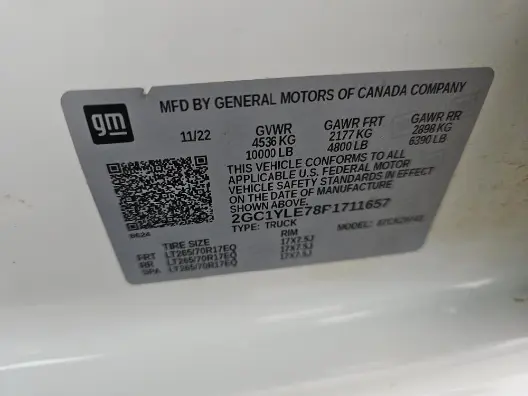 gm
MFD BY GENERAL MOTORS OF CANADA COMPANY
11/22 GVWR GAWR FRT GAWR RR
4536 KG 2177 KG 2898 KG
10000 LB 4800 LB 6390 LB
THIS VEHICLE CONFORMS TO ALL
APPLICABLE U.S. FEDERAL MOTOR
VEHICLE SAFETY STANDARDS IN EFFECT
ON THE DATE OF MANUFACTURE
SHOWN ABOVE.
2GC1YLE78P1711657
TYPE: TRUCK MODEL:
TIRE SIZE RIM
FRT LT265/70R17EQ 17X7.5J
RR LT265/70R17EQ 17X7.5J
SPA LT265/70R17EQ 17X7.5J